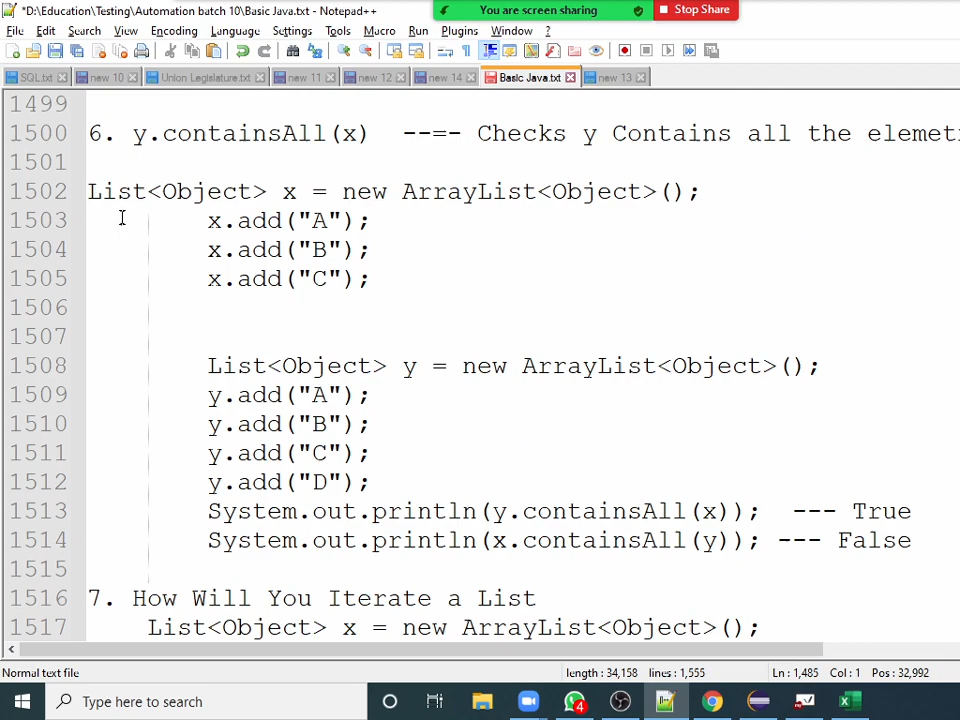 *D:\Education\Testing\Automation batch 10\Basic Java.txt - Notepad++
You are screen sharing
Stop Share
File Edit Search View Encoding Language Settings Tools Macro Run Plugins Window ?
SQL.txt new 10 Union Legislature.txt new 11 new 12 new 14 Basic Java.txt new 13
1499
1500 6. y.containsAll(x) --=- Checks y Contains all the elemeti
1501
1502 List<Object> x = new ArrayList<Object>();
1503 x.add("A");
1504 x.add("B");
1505 x.add("C");
1506
1507
1508 List<Object> y = new ArrayList<Object>();
1509 y.add("A");
1510 y.add("B");
1511 y.add("C");
1512 y.add("D");
1513 System.out.println(y.containsAll(x)); --- True
1514 System.out.println(x.containsAll(y)); --- False
1515
1516 7. How Will You Iterate a List
1517 List<Object> x = new ArrayList<Object>();
Normal text file length : 34,158 lines : 1,555 Ln : 1,485 Col : 1 Pos : 32,992
Type here to search
4